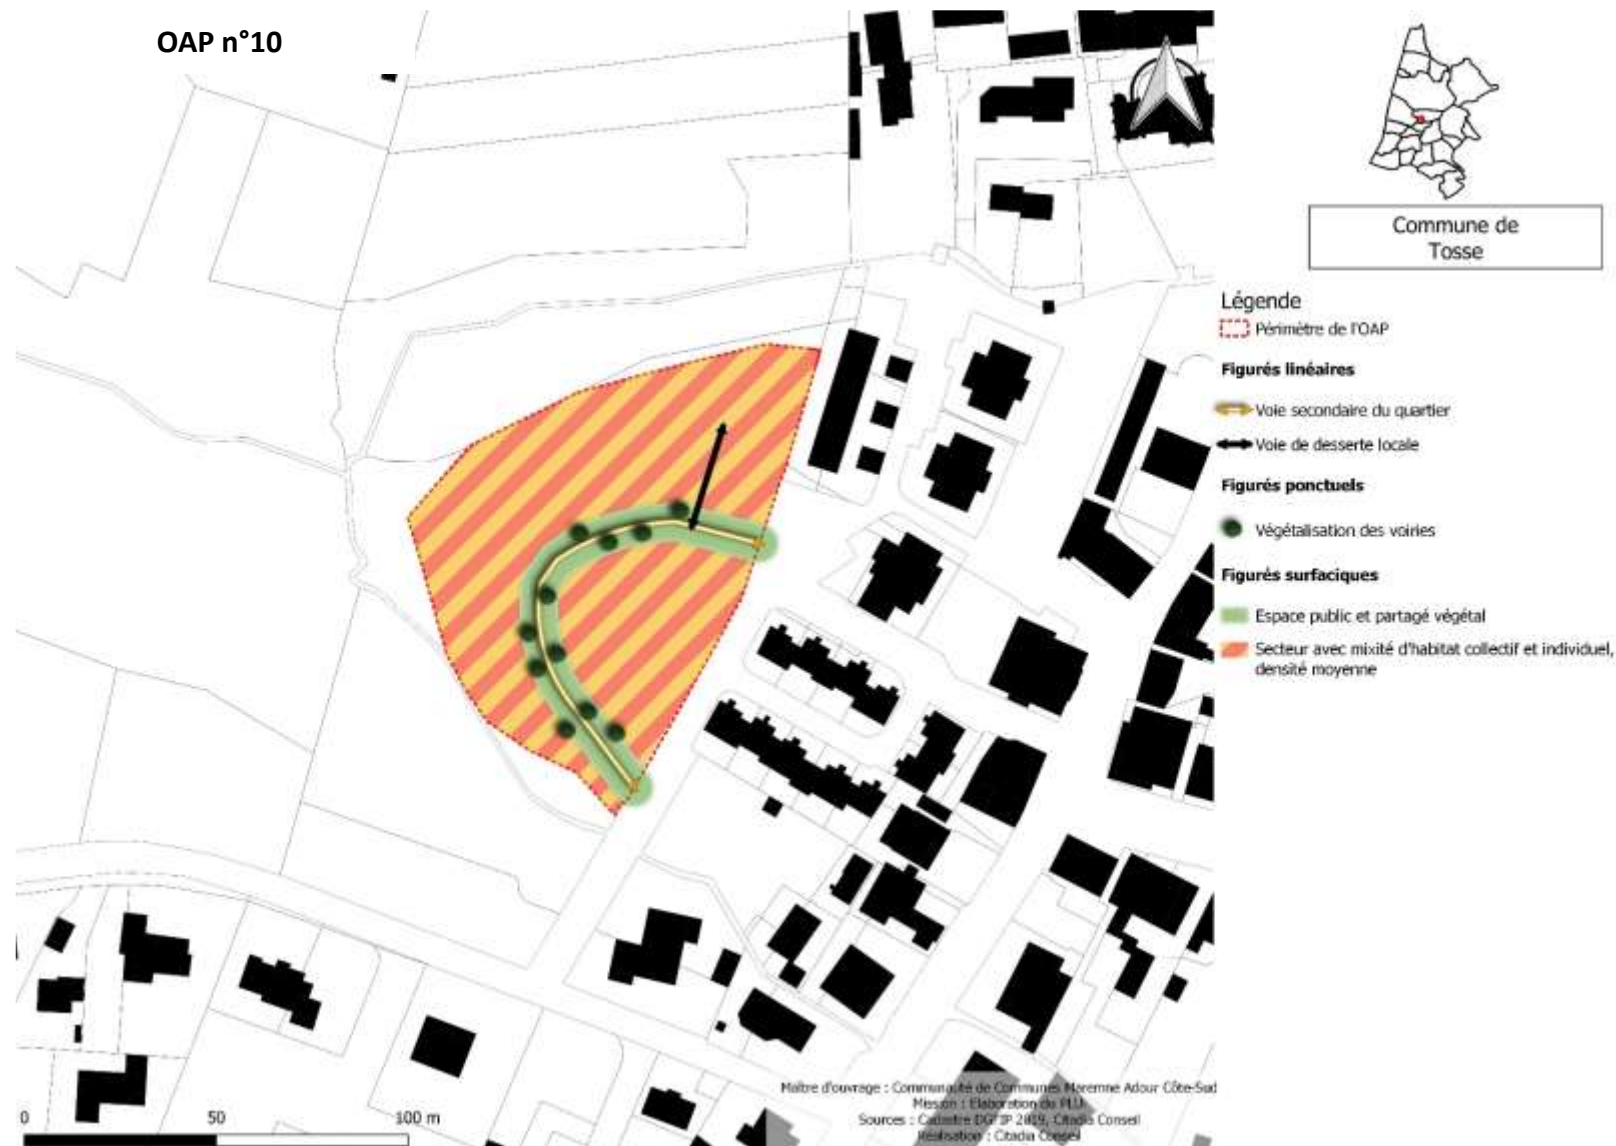 OAP n°10
Commune de
Tosse
Légende
Périmètre de l'OAP
Figurés linéaires
Voie secondaire du quartier
Voie de desserte locale
Figurés ponctuels
Végétalisation des voiries
Figurés surfaciques
Espace public et partagé végétal
Secteur avec mixité d'habitat collectif et individuel,
densité moyenne
Maître d'ouvrage : Communauté de Communes Maremne Adour Côte-Sud
Mission : Elaboration du PLUi
Sources : Cadastre DGFIP 2019, Citadia Conseil
Réalisation : Citadia Conseil
0 50 100 m